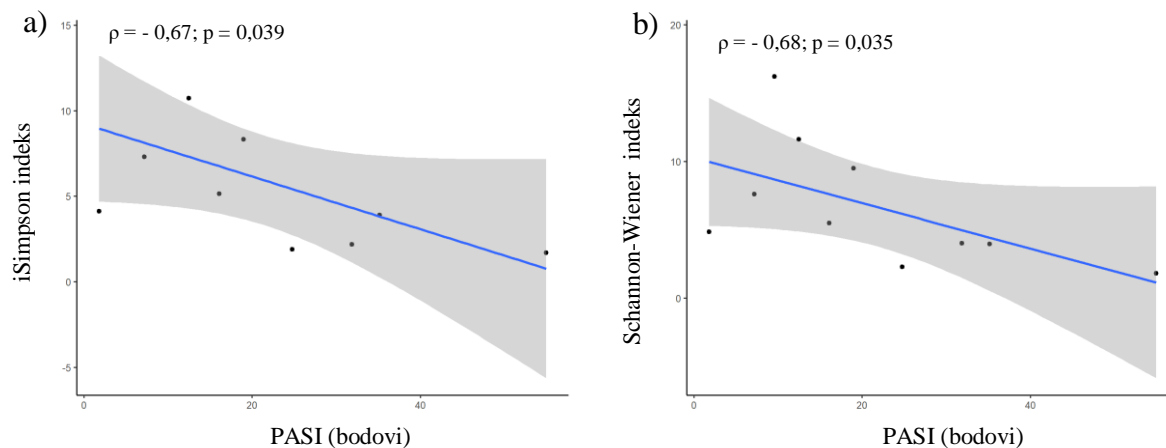 a)
ρ = - 0,67; p = 0,039
iSimpson indeks
15
10
5
0
-5
0
20
40
PASI (bodovi)
b)
ρ = - 0,68; p = 0,035
Schannon-Wiener indeks
20
10
0
0
20
40
PASI (bodovi)